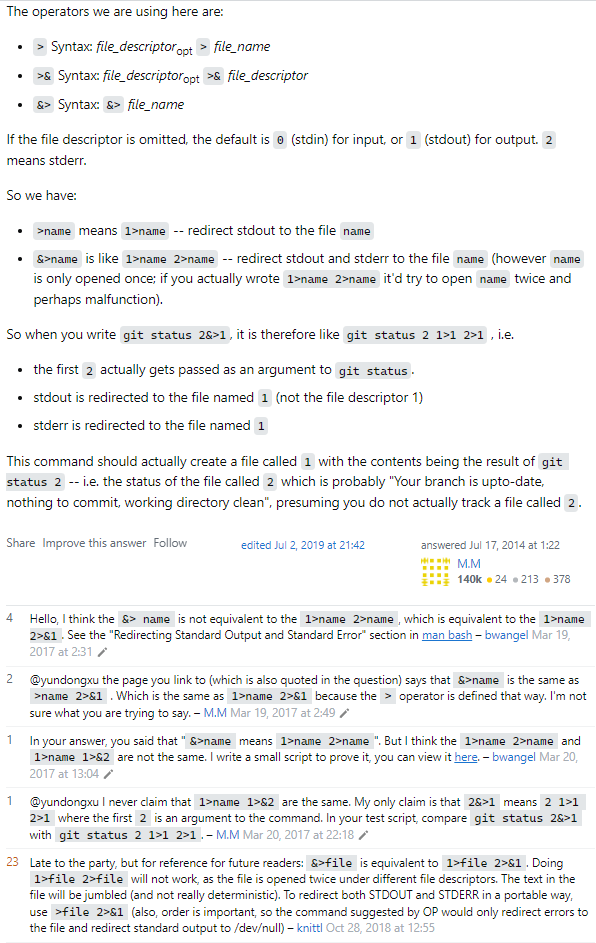 The operators we are using here are:
> Syntax: file_descriptoropt > file_name
>& Syntax: file_descriptoropt >& file_descriptor
&> Syntax: &> file_name
If the file descriptor is omitted, the default is 0 (stdin) for input, or 1 (stdout) for output. 2
means stderr.
So we have:
>name means 1>name -- redirect stdout to the file name
&>name is like 1>name 2>name -- redirect stdout and stderr to the file name (however name
is only opened once; if you actually wrote 1>name 2>name it'd try to open name twice and
perhaps malfunction).
So when you write git status 2&>1, it is therefore like git status 2 1>1 2>1 , i.e.
the first 2 actually gets passed as an argument to git status.
stdout is redirected to the file named 1 (not the file descriptor 1)
stderr is redirected to the file named 1
This command should actually create a file called 1 with the contents being the result of git
status 2 -- i.e. the status of the file called 2 which is probably "Your branch is upto-date,
nothing to commit, working directory clean", presuming you do not actually track a file called 2.
Share Improve this answer Follow
edited Jul 2, 2019 at 21:42
answered Jul 17, 2014 at 1:22
M.M
140k 24 213 378
4 Hello, I think the &> name is not equivalent to the 1>name 2>name, which is equivalent to the 1>name
2>&1. See the "Redirecting Standard Output and Standard Error" section in man bash – bwangel Mar 19,
2017 at 2:31
2 @yundongxu the page you link to (which is also quoted in the question) says that &>name is the same as
>name 2>&1 . Which is the same as 1>name 2>&1 because the > operator is defined that way. I'm not
sure what you are trying to say. – M.M Mar 19, 2017 at 2:49
1 In your answer, you said that " &>name means 1>name 2>name ". But I think the 1>name 2>name and
1>name 1>&2 are not the same. I write a small script to prove it, you can view it here. – bwangel Mar 20,
2017 at 13:04
1 @yundongxu I never claim that 1>name 1>&2 are the same. My only claim is that 2&>1 means 2 1>1
2>1 where the first 2 is an argument to the command. In your test script, compare git status 2&>1
with git status 2 1>1 2>1 . – M.M Mar 20, 2017 at 22:18
23 Late to the party, but for reference for future readers: &>file is equivalent to 1>file 2>&1. Doing
1>file 2>file will not work, as the file is opened twice under different file descriptors. The text in the
file will be jumbled (and not really deterministic). To redirect both STDOUT and STDERR in a portable way,
use >file 2>&1 (also, order is important, so the command suggested by OP would only redirect errors to
the file and redirect standard output to /dev/null) – knittl Oct 28, 2018 at 12:55